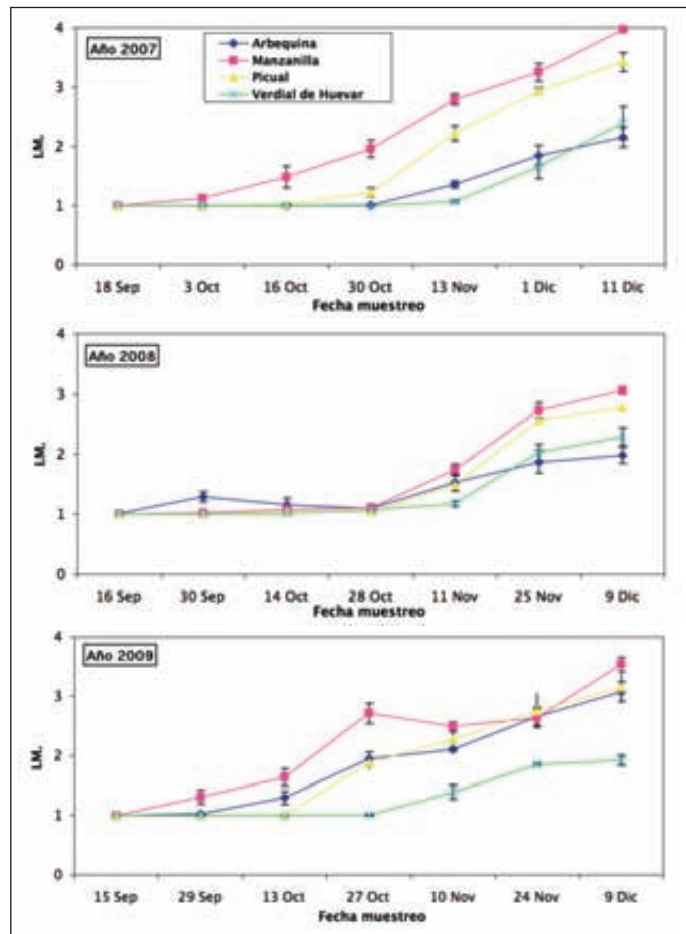 Año 2007
Arbequina
Manzanilla
Picual
Verdial de Huevar
4
3
2
1
0
I.M.
18 Sep 3 Oct 16 Oct 30 Oct 13 Nov 1 Dic 11 Dic
Fecha muestreo
Año 2008
4
3
2
1
0
I.M.
16 Sep 30 Sep 14 Oct 28 Oct 11 Nov 25 Nov 9 Dic
Fecha muestreo
Año 2009
4
3
2
1
0
I.M.
15 Sep 29 Sep 13 Oct 27 Oct 10 Nov 24 Nov 9 Dic
Fecha muestreo